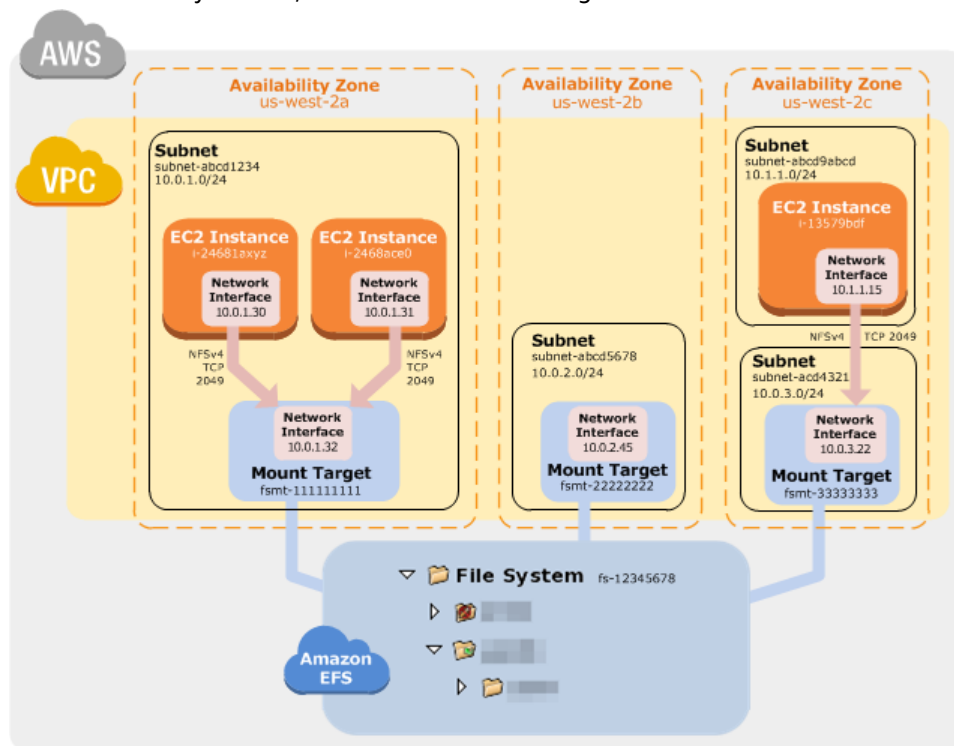 AWS
VPC
Availability Zone
us-west-2a
Subnet
subnet-abcd1234
10.0.1.0/24
EC2 Instance
i-24681axyz
Network
Interface
10.0.1.30
EC2 Instance
i-2468ace0
Network
Interface
10.0.1.31
NFSv4
TCP
2049
NFSv4
TCP
2049
Network
Interface
10.0.1.32
Mount Target
fsmt-111111111
Availability Zone
us-west-2b
Subnet
subnet-abcd5678
10.0.2.0/24
Network
Interface
10.0.2.45
Mount Target
fsmt-22222222
Availability Zone
us-west-2c
Subnet
subnet-abcd9abcd
10.1.1.0/24
EC2 Instance
i-13579bdf
Network
Interface
10.1.1.15
NFSv4 TCP 2049
Subnet
subnet-acd4321
10.0.3.0/24
Network
Interface
10.0.3.22
Mount Target
fsmt-33333333
File System fs-12345678
Amazon
EFS